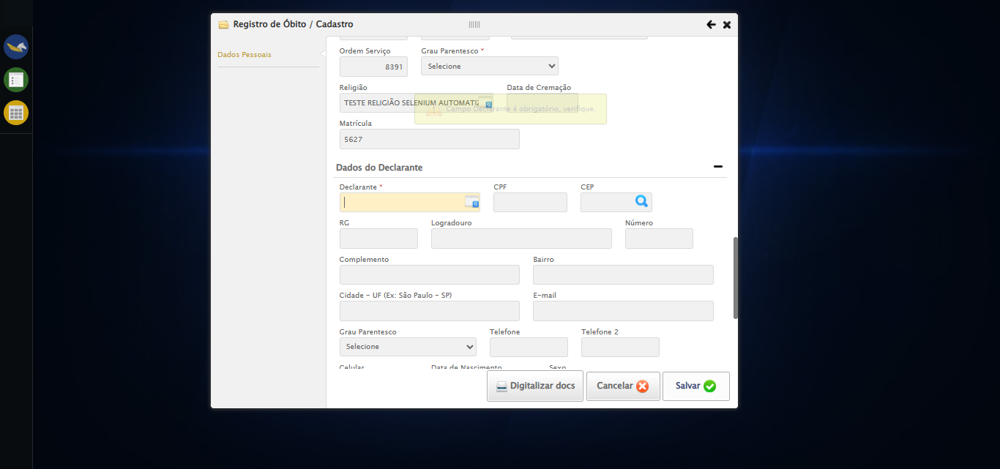 Registro de Óbito / Cadastro
Dados Pessoais
Ordem Serviço
Grau Parentesco *
8391
Selecione
Religião
Data de Cremação
TESTE RELIGIÃO SELENIUM AUTOMATIZ
Campo Declarante é obrigatório, verifique.
Matrícula
5627
Dados do Declarante
Declarante *
CPF
CEP
RG
Logradouro
Número
Complemento
Bairro
Cidade - UF (Ex: São Paulo - SP)
E-mail
Grau Parentesco
Telefone
Telefone 2
Selecione
Celular
Data de Nascimento
Sexo
Digitalizar docs
Cancelar
Salvar